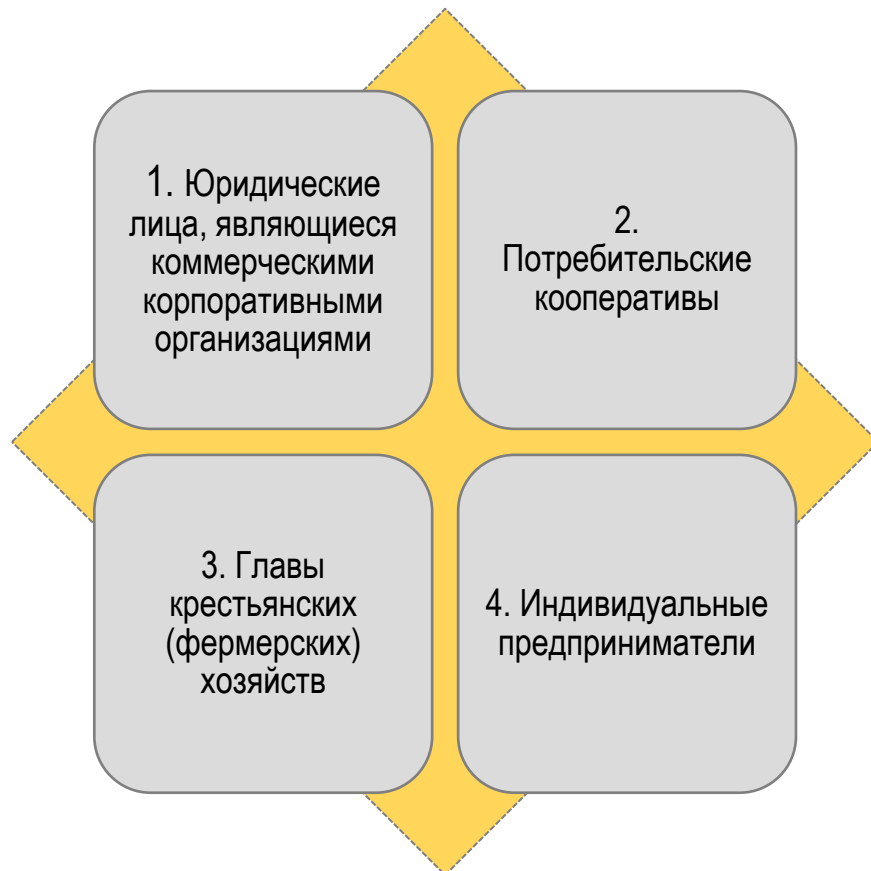 1. Юридические
лица, являющиеся
коммерческими
корпоративными
организациями
2.
Потребительские
кооперативы
3. Главы
крестьянских
(фермерских)
хозяйств
4. Индивидуальные
предприниматели